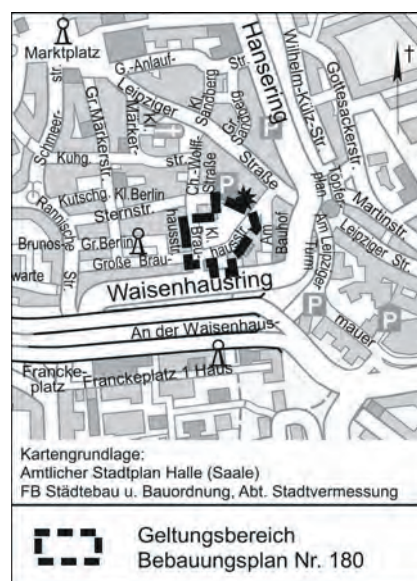 Marktplatz
G.-Anlauf-
Str.
Hansering
Wilhelm-Külz-Str.
Gottesackerstr.
Leipziger
Straße
Kl.
Sandberg
Gr.
P
Schmeer-
str.
Gr.Märkerstr.
Kl.
Märker-
str.
Kuhg.
Ch.-Wolff-
Straße
P
Töpfer-
plan
Martinstr.
Leipziger Str.
Rannische
Str.
Kutschg.
Kl.Berlin
Sternstr.
Kl.
Brau-
hausstr.
Brunos-
warte
Gr.Berlin
Große Brau-
hausstr.
Am
Bauhof
Am Leipziger
Turm
Waisenhausring
P
P
An der Waisenhaus-
mauer
Francke-
platz
Franckeplatz 1 Haus
Kartengrundlage:
Amtlicher Stadtplan Halle (Saale)
FB Städtebau u. Bauordnung, Abt. Stadtvermessung
Geltungsbereich
Bebauungsplan Nr. 180